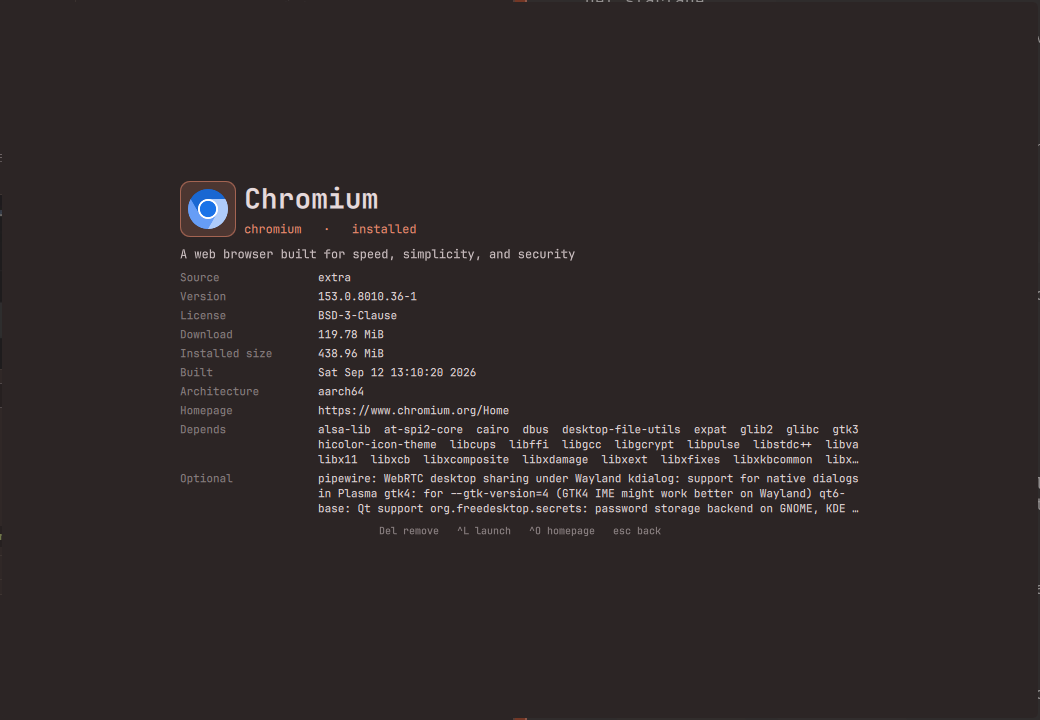 Chromium
chromium · installed
A web browser built for speed, simplicity, and security
Source extra
Version 153.0.8010.36-1
License BSD-3-Clause
Download 119.78 MiB
Installed size 438.96 MiB
Built Sat Sep 12 13:10:20 2026
Architecture aarch64
Homepage https://www.chromium.org/Home
Depends alsa-lib at-spi2-core cairo dbus desktop-file-utils expat glib2 glibc gtk3
hicolor-icon-theme libcups libffi libgcc libgcrypt libpulse libstdc++ libva
libx11 libxcb libxcomposite libxdamage libxext libxfixes libxkbcommon libx…
Optional pipewire: WebRTC desktop sharing under Wayland kdialog: support for native dialogs
in Plasma gtk4: for --gtk-version=4 (GTK4 IME might work better on Wayland) qt6-
base: Qt support org.freedesktop.secrets: password storage backend on GNOME, KDE …
Del remove ^L launch ^O homepage esc back